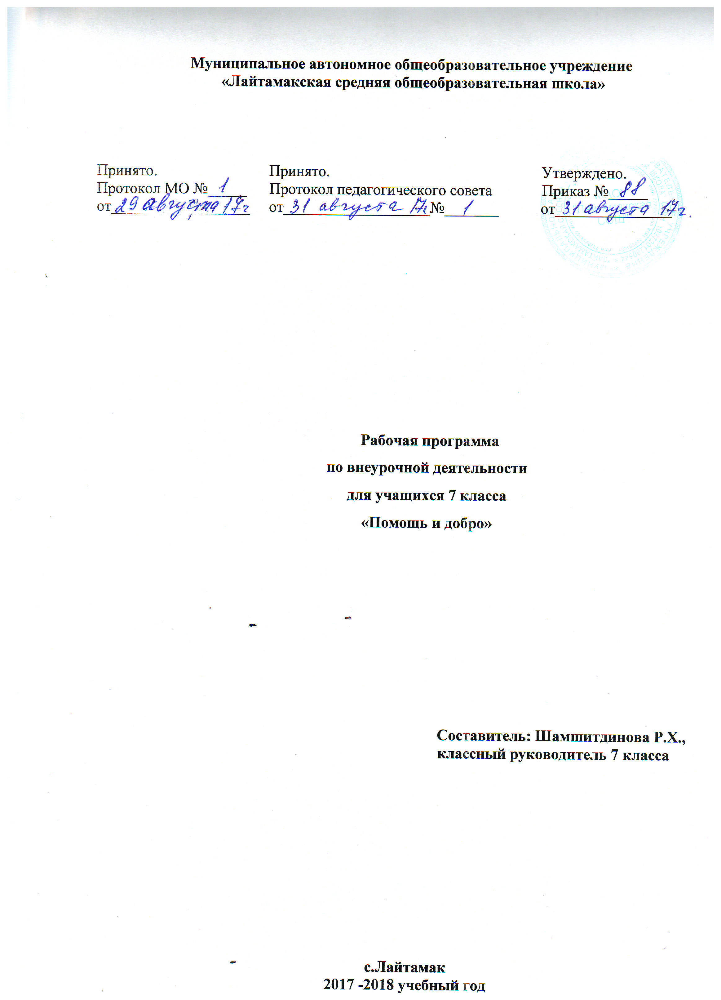 Муниципальное автономное общеобразовательное учреждение
«Лайтамакская средняя общеобразовательная школа»
Принято.
Протокол МО № 1
от 29 августа 17г
Принято.
Протокол педагогического совета
от 31 августа 17г № 1
Утверждено.
Приказ № 88
от 31 августа 17г.
Рабочая программа
по внеурочной деятельности
для учащихся 7 класса
«Помощь и добро»
Составитель: Шамшитдинова Р.Х.,
классный руководитель 7 класса
с.Лайтамак
2017 -2018 учебный год